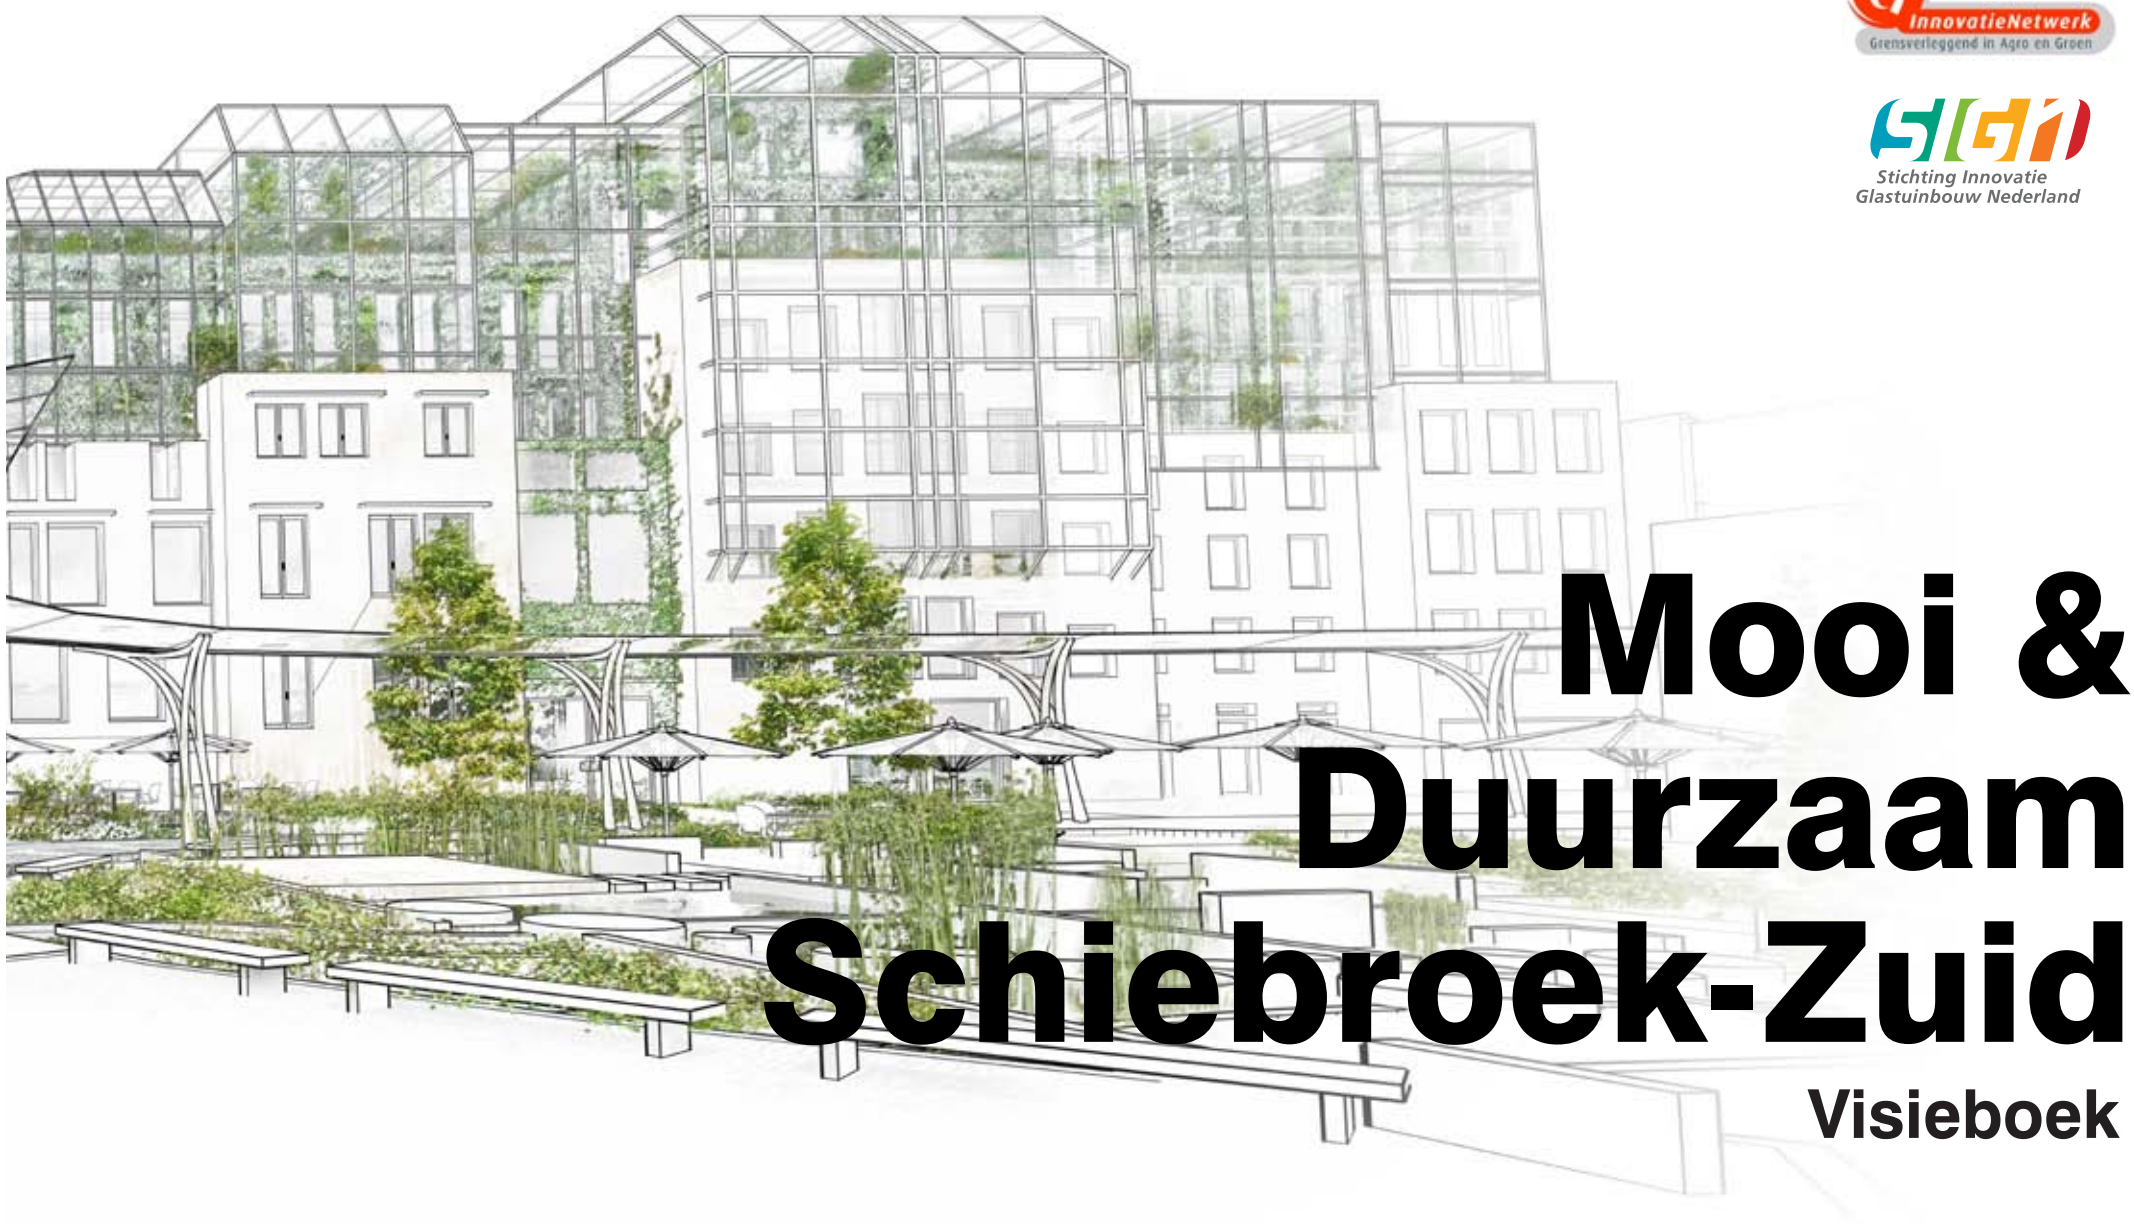 InnovatieNetwerk
Grensverleggend in Agro en Groen
SIGN
Stichting Innovatie
Glastuinbouw Nederland
Mooi &
Duurzaam
Schiebroek-Zuid
Visieboek